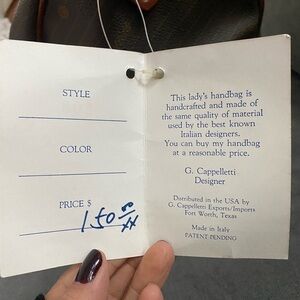 STYLE
COLOR
PRICE $
150 00/xx
This lady's handbag is
handcrafted and made of
the same quality of material
used by the best known
Italian designers.
You can buy my handbag
at a reasonable price.
G. Cappelletti
Designer
Distributed in the USA by
G. Cappelletti Exports/Imports
Fort Worth, Texas
Made in Italy
PATENT PENDING